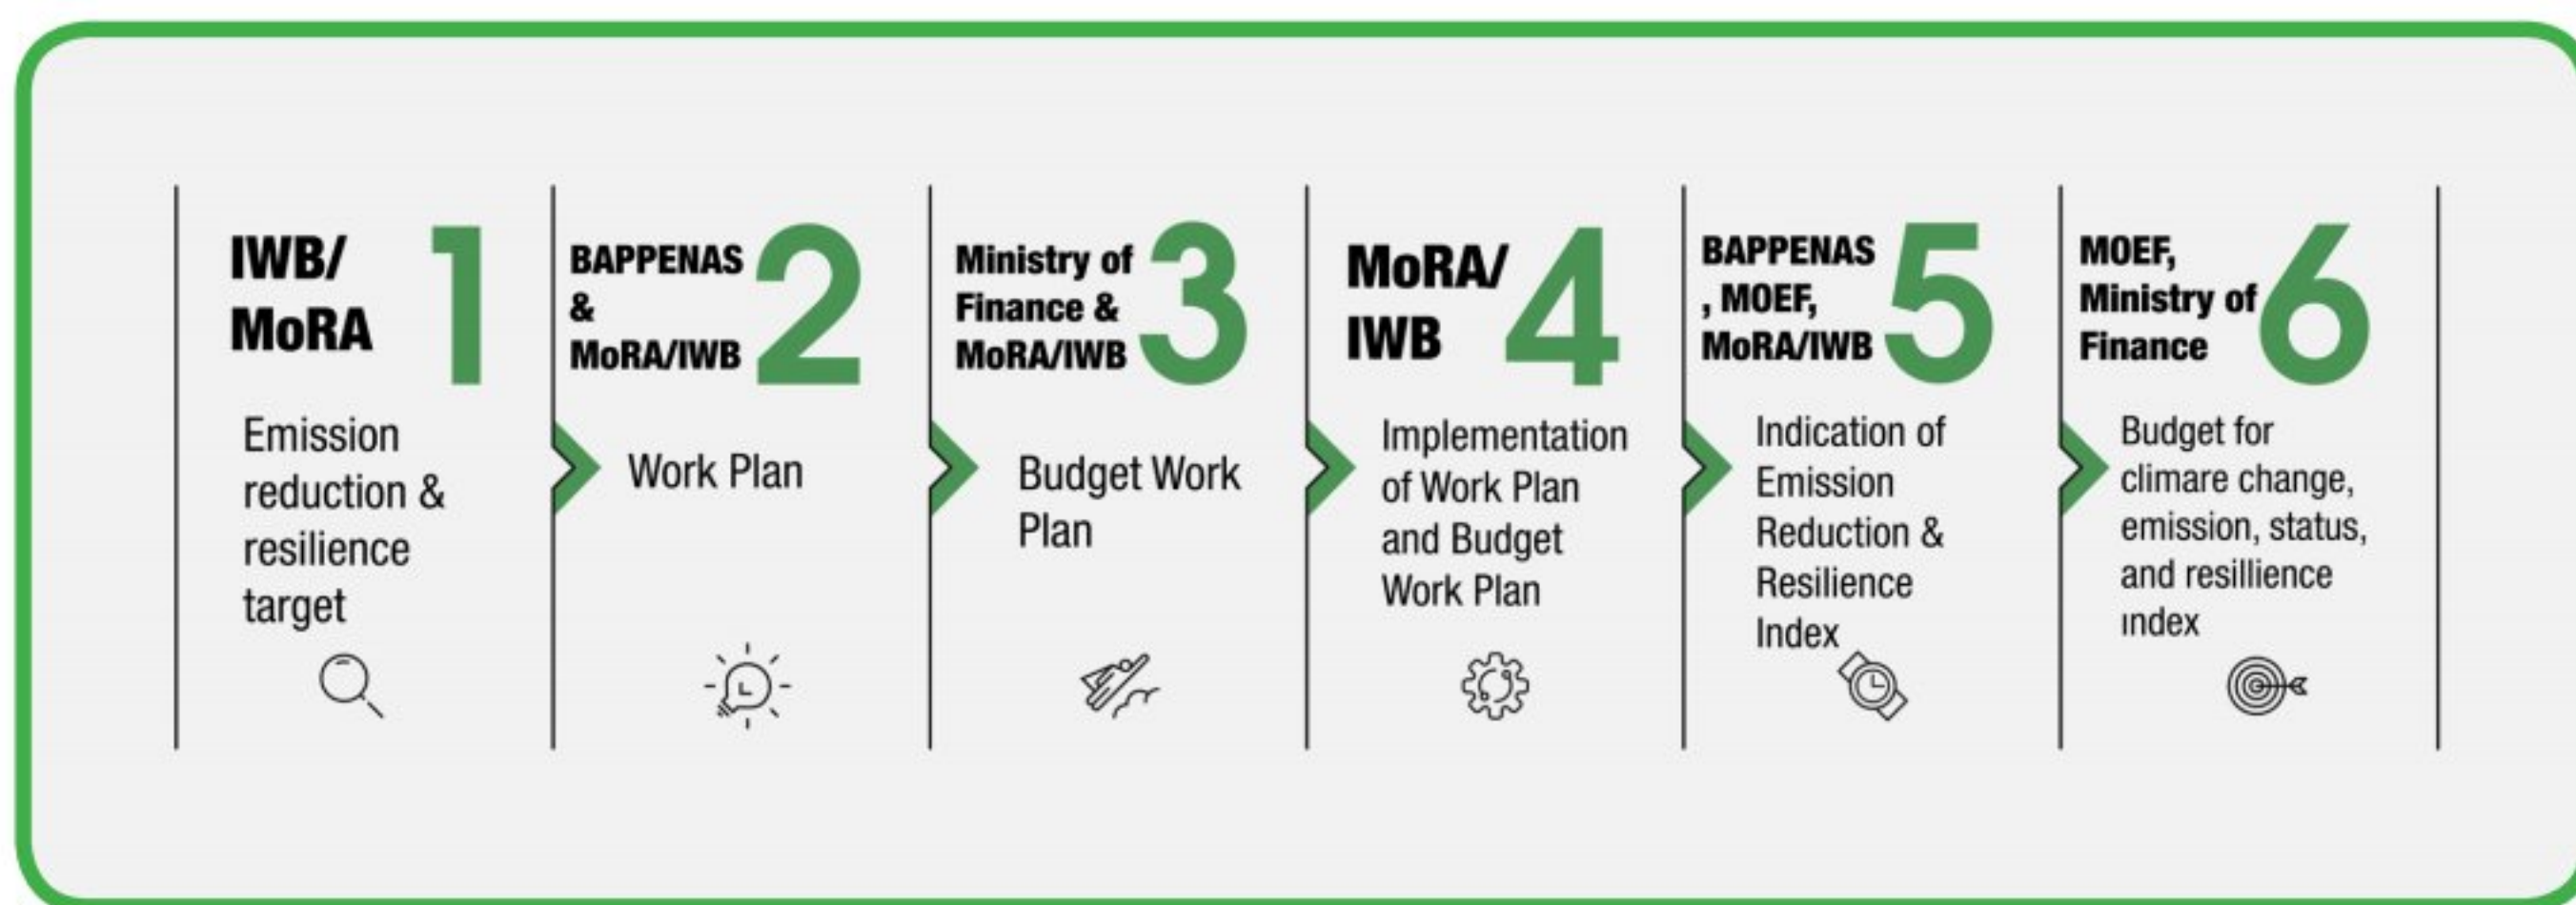 IWB/
MoRA
1
Emission
reduction &
resilience
target
BAPPENAS
&
MoRA/IWB
2
Work Plan
Ministry of
Finance &
MoRA/IWB
3
Budget Work
Plan
MoRA/
IWB
4
Implementation
of Work Plan
and Budget
Work Plan
BAPPENAS
, MOEF,
MoRA/IWB
5
Indication of
Emission
Reduction &
Resilience
Index
MOEF,
Ministry of
Finance
6
Budget for
climare change,
emission, status,
and resillience
ındex